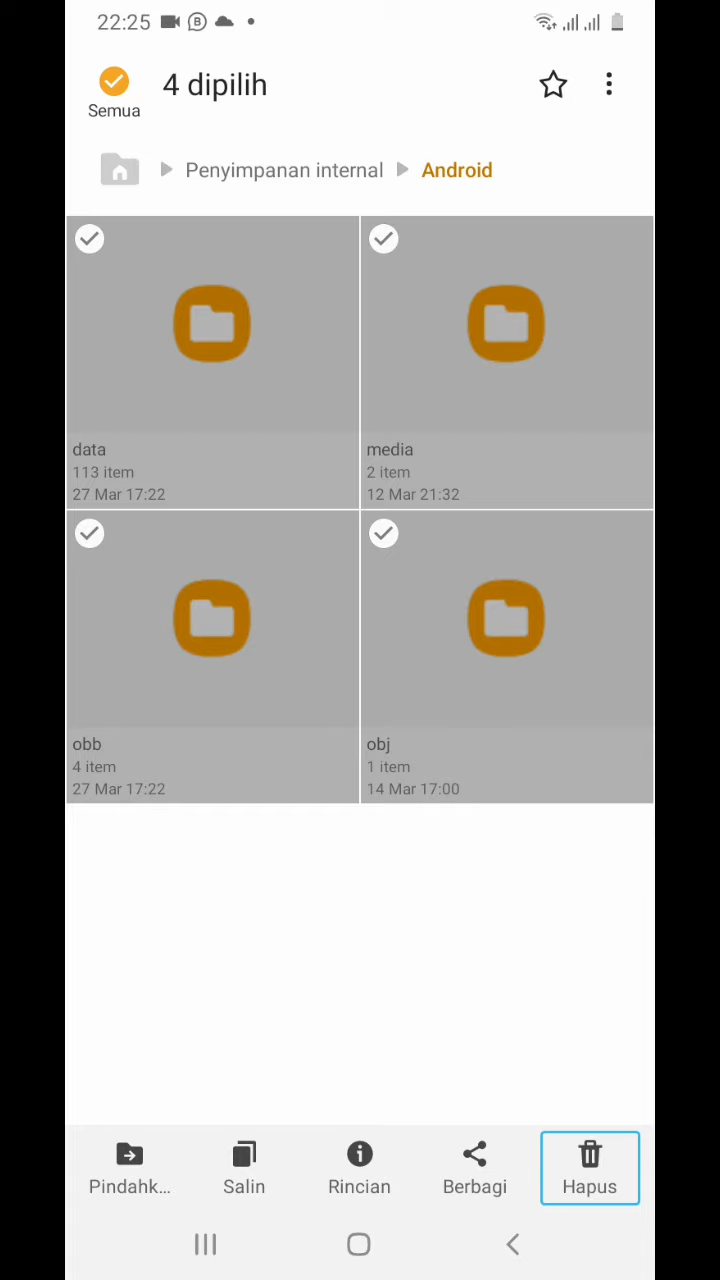 22:25
4 dipilih
Semua
Penyimpanan internal
Android
data
113 item
27 Mar 17:22
media
2 item
12 Mar 21:32
obb
4 item
27 Mar 17:22
obj
1 item
14 Mar 17:00
Pindahk...
Salin
Rincian
Berbagi
Hapus